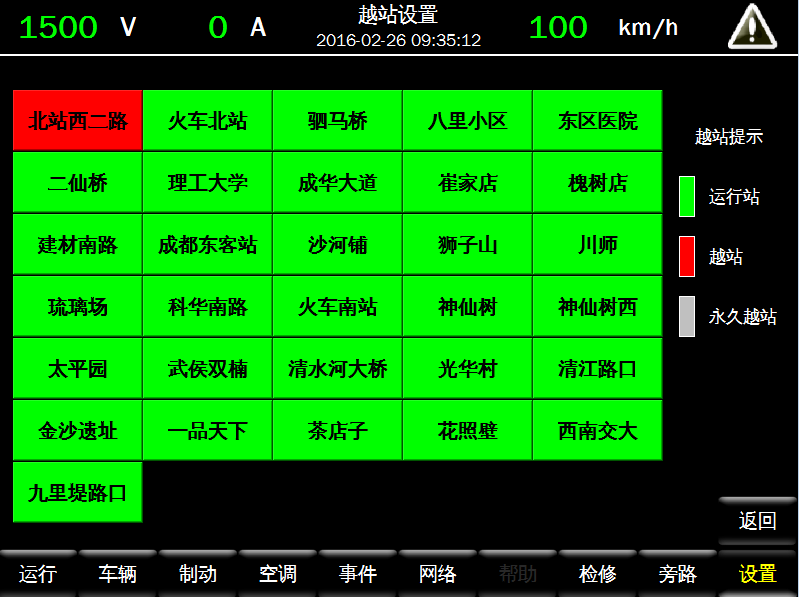 1500 V 0 A 越站设置 100 km/h
2016-02-26 09:35:12
北站西二路 火车北站 驷马桥 八里小区 东区医院
越站提示
二仙桥 理工大学 成华大道 崔家店 槐树店
运行站
建材南路 成都东客站 沙河铺 狮子山 川师
越站
琉璃场 科华南路 火车南站 神仙树 神仙树西
永久越站
太平园 武侯双楠 清水河大桥 光华村 清江路口
金沙遗址 一品天下 茶店子 花照壁 西南交大
九里堤路口
返回
运行 车辆 制动 空调 事件 网络 帮助 检修 旁路 设置